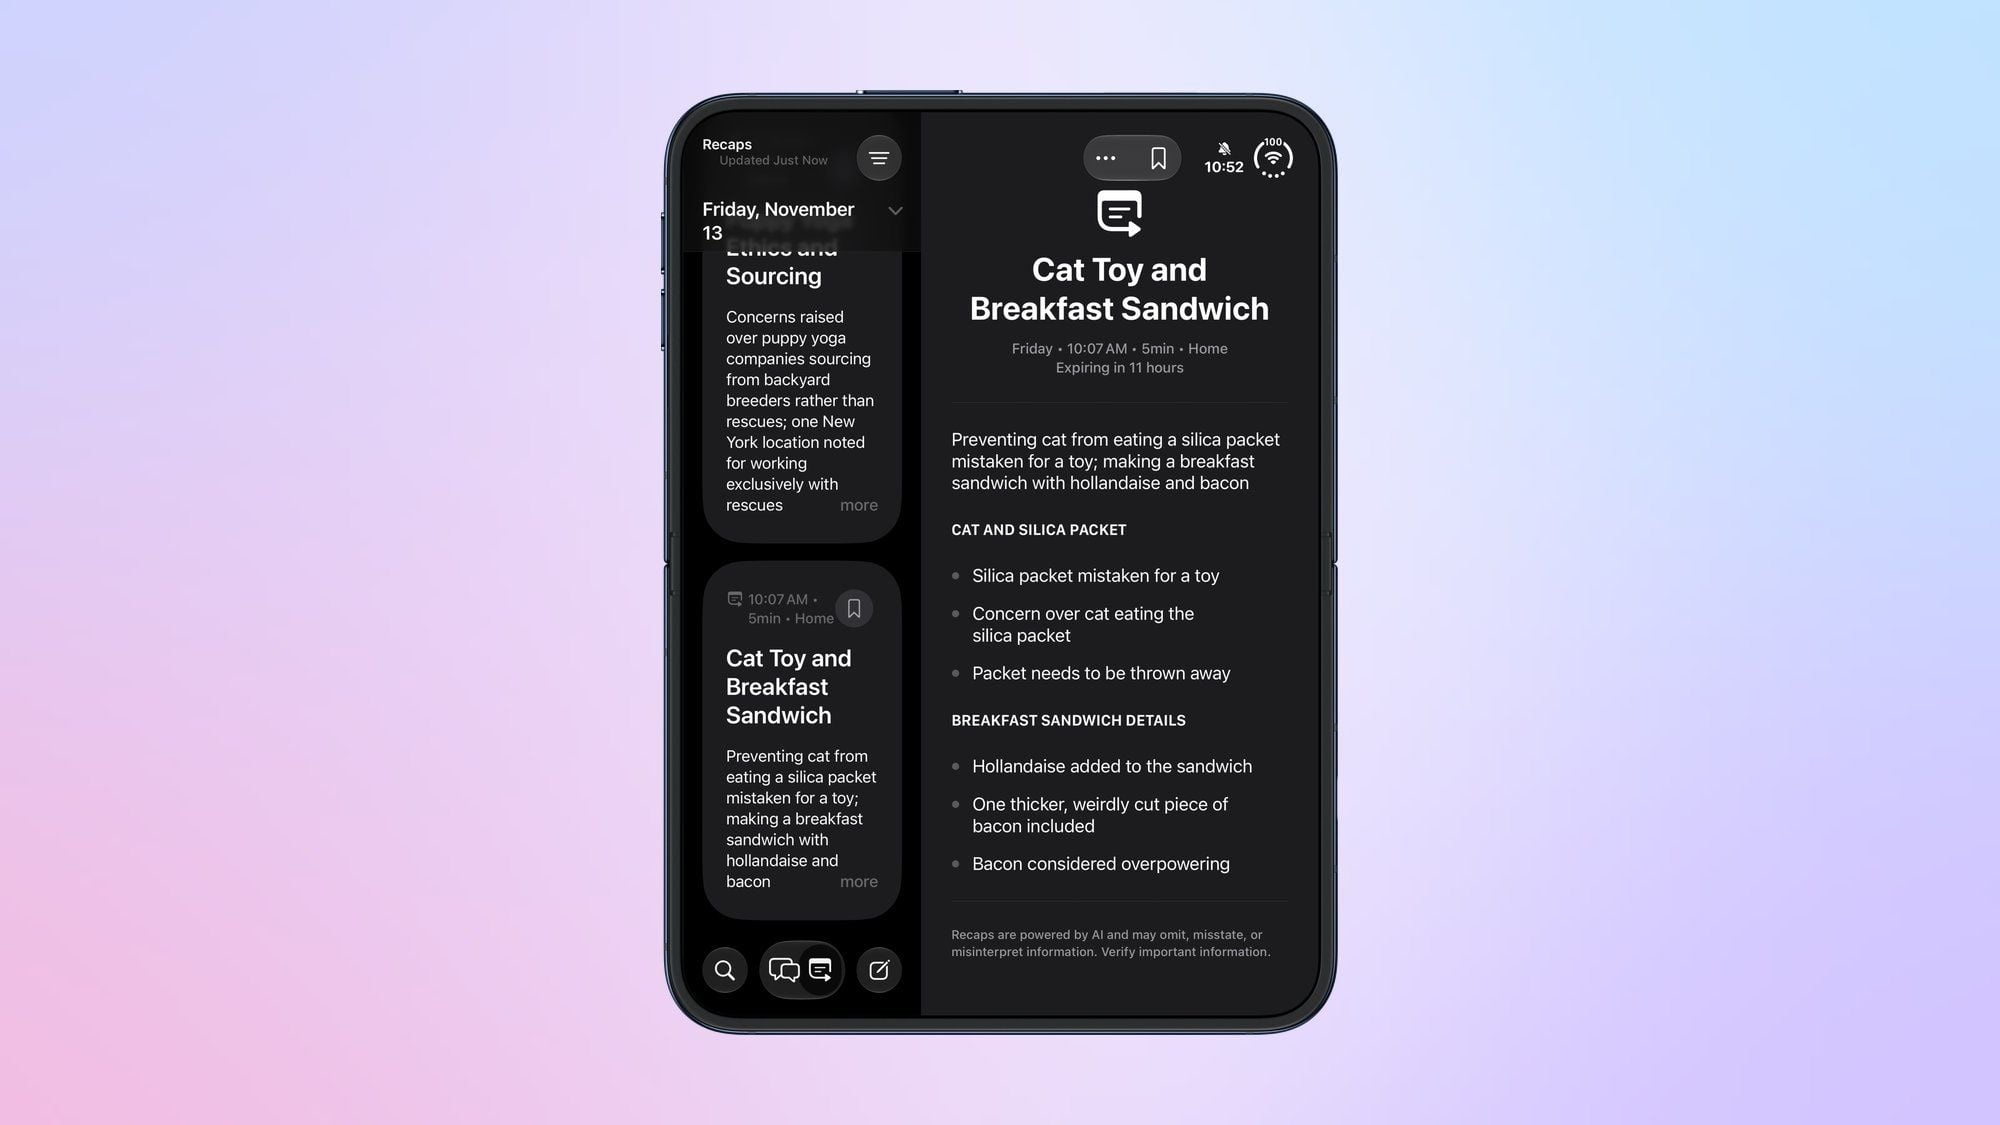 Recaps
Updated Just Now
Friday, November
13
Ethics and
Sourcing
Concerns raised
over puppy yoga
companies sourcing
from backyard
breeders rather than
rescues; one New
York location noted
for working
exclusively with
rescues more
10:07 AM •
5min • Home
Cat Toy and
Breakfast
Sandwich
Preventing cat from
eating a silica packet
mistaken for a toy;
making a breakfast
sandwich with
hollandaise and
bacon more
10:52
100
Cat Toy and
Breakfast Sandwich
Friday • 10:07 AM • 5min • Home
Expiring in 11 hours
Preventing cat from eating a silica packet
mistaken for a toy; making a breakfast
sandwich with hollandaise and bacon
CAT AND SILICA PACKET
• Silica packet mistaken for a toy
• Concern over cat eating the
silica packet
• Packet needs to be thrown away
BREAKFAST SANDWICH DETAILS
• Hollandaise added to the sandwich
• One thicker, weirdly cut piece of
bacon included
• Bacon considered overpowering
Recaps are powered by AI and may omit, misstate, or
misinterpret information. Verify important information.